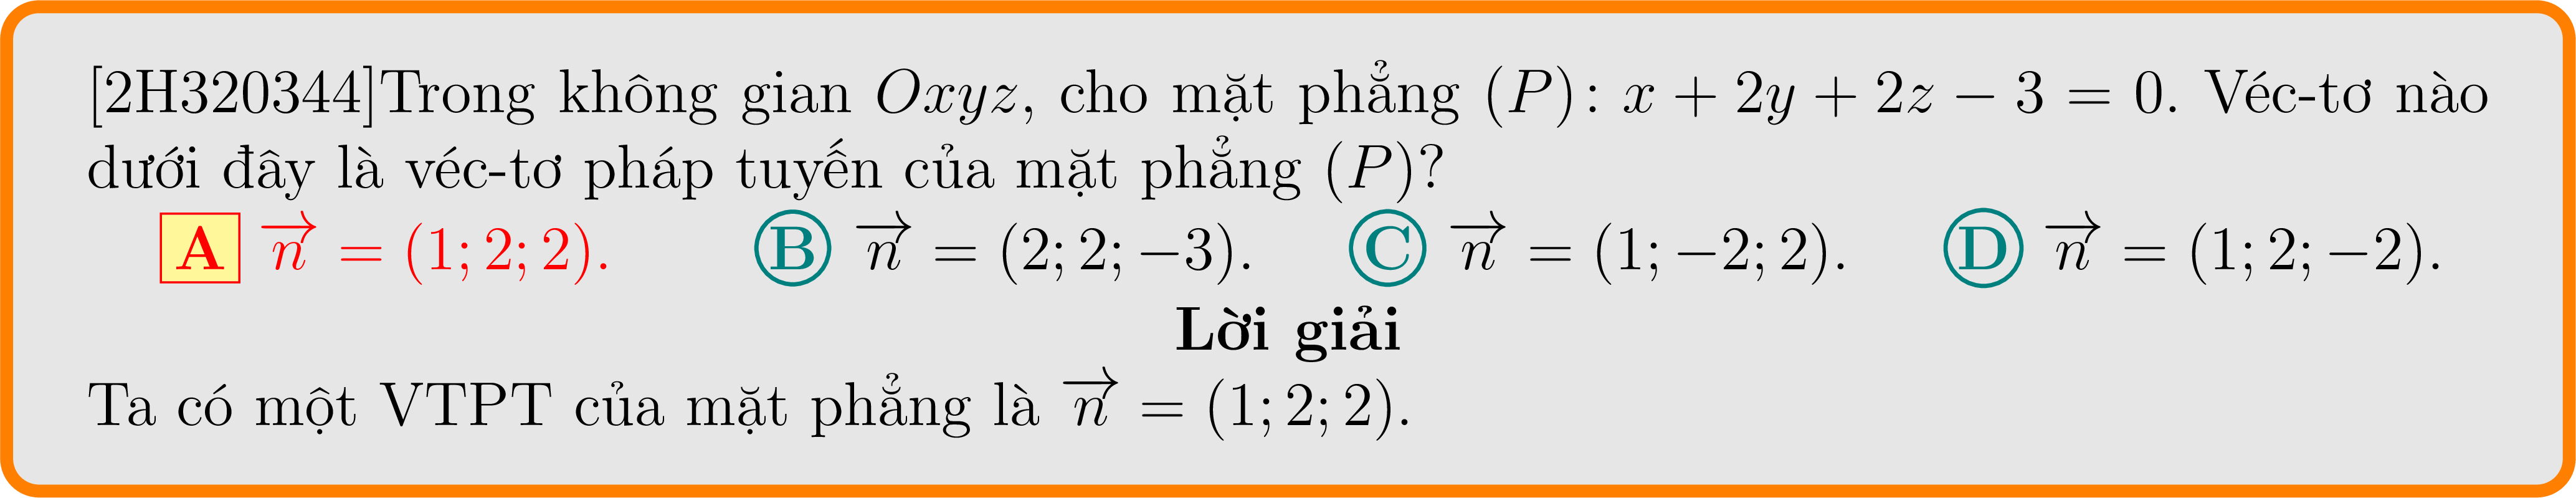 [2H320344]Trong không gian Oxyz, cho mặt phẳng (P): x + 2y + 2z − 3 = 0. Véc-tơ nào
dưới đây là véc-tơ pháp tuyến của mặt phẳng (P)?
A $\overrightarrow{n}$ = (1; 2; 2). B $\overrightarrow{n}$ = (2; 2; −3). C $\overrightarrow{n}$ = (1; −2; 2). D $\overrightarrow{n}$ = (1; 2; −2).
Lời giải
Ta có một VTPT của mặt phẳng là $\overrightarrow{n}$ = (1; 2; 2).